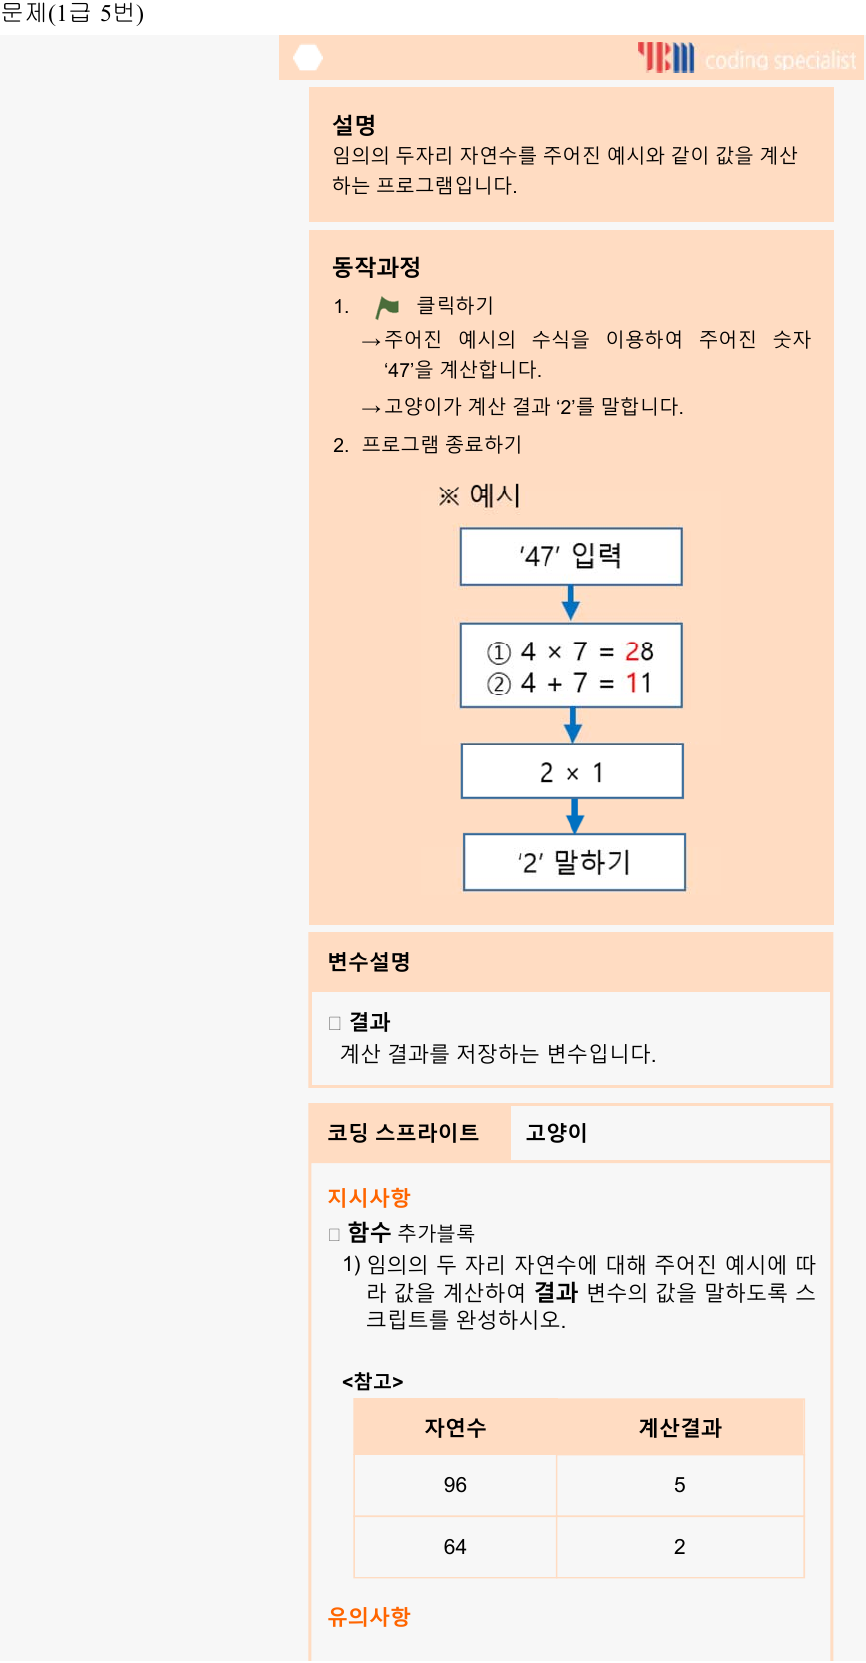 문제(1급 5번)
YBM coding specialist
설명
임의의 두자리 자연수를 주어진 예시와 같이 값을 계산
하는 프로그램입니다.
동작과정
1. 클릭하기
→주어진 예시의 수식을 이용하여 주어진 숫자
‘47’을 계산합니다.
→고양이가 계산 결과 ‘2’를 말합니다.
2. 프로그램 종료하기
※ 예시
‘47’ 입력
① 4 × 7 = 28
② 4 + 7 = 11
2 × 1
‘2’ 말하기
변수설명
□ 결과
계산 결과를 저장하는 변수입니다.
코딩 스프라이트 고양이
지시사항
□ 함수 추가블록
1) 임의의 두 자리 자연수에 대해 주어진 예시에 따
라 값을 계산하여 결과 변수의 값을 말하도록 스
크립트를 완성하시오.
<참고>
자연수 계산결과
96 5
64 2
유의사항